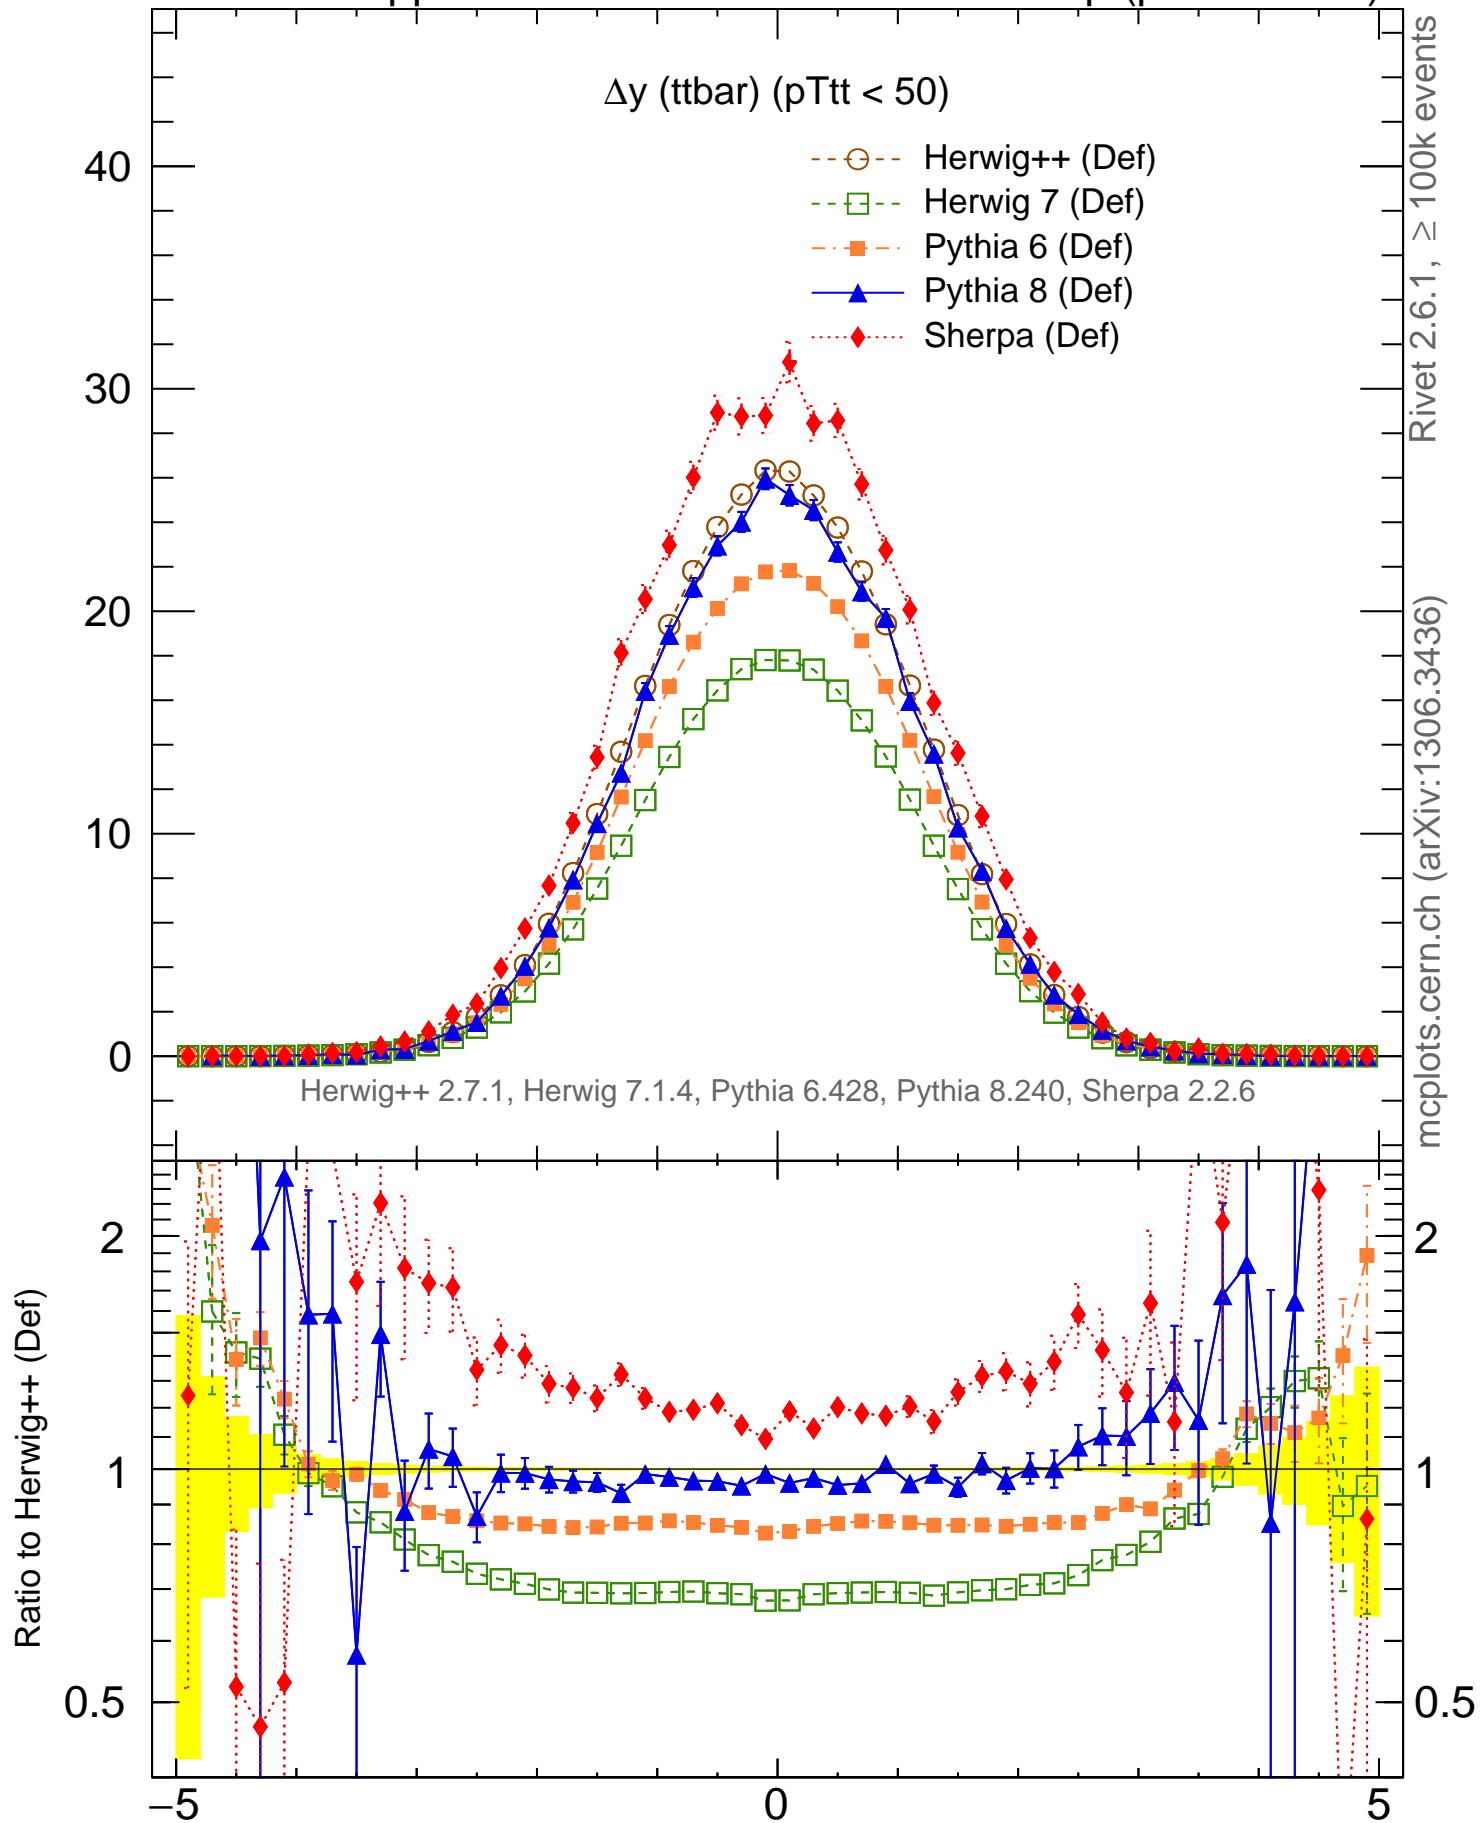 Δy (ttbar) (pTtt < 50)
Herwig++ (Def)
Herwig 7 (Def)
Pythia 6 (Def)
Pythia 8 (Def)
Sherpa (Def)
40
30
20
10
0
Herwig++ 2.7.1, Herwig 7.1.4, Pythia 6.428, Pythia 8.240, Sherpa 2.2.6
Rivet 2.6.1, ≥ 100k events
mcplots.cern.ch (arXiv:1306.3436)
Ratio to Herwig++ (Def)
2
1
0.5
2
1
0.5
−5
0
5